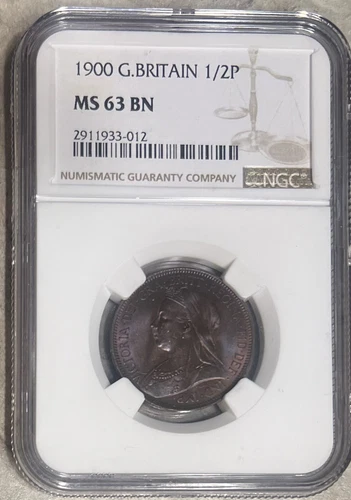 1900 G.BRITAIN 1/2P
MS 63 BN
2911933-012
NUMISMATIC GUARANTY COMPANY
NGC
VICTORIA